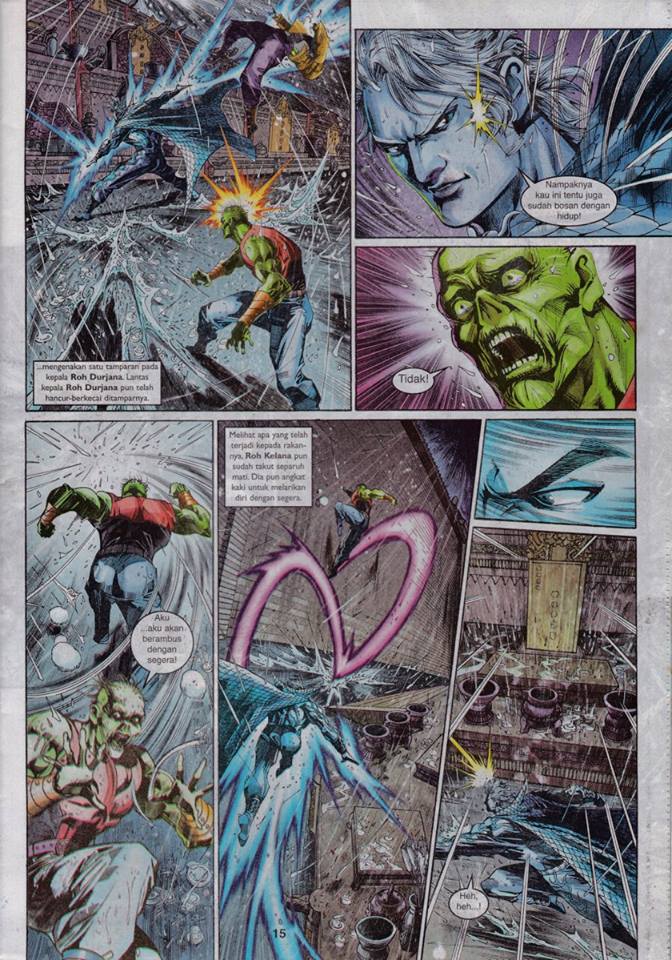 ...mengenakan satu tamparan pada
kepala Roh Durjana. Lantas
kepala Roh Durjana pun telah
hancur-berkecai ditamparnya.
Nampaknya
kau ini tentu juga
sudah bosan dengan
hidup!
Tidak!
Aku
...aku akan
berambus
dengan
segera!
Melihat apa yang telah
terjadi kepada rakan-
nya, Roh Kelana pun
sudah takut separuh
mati. Dia pun angkat
kaki untuk melarikan
diri dengan segera.
Heh,
heh...!
15